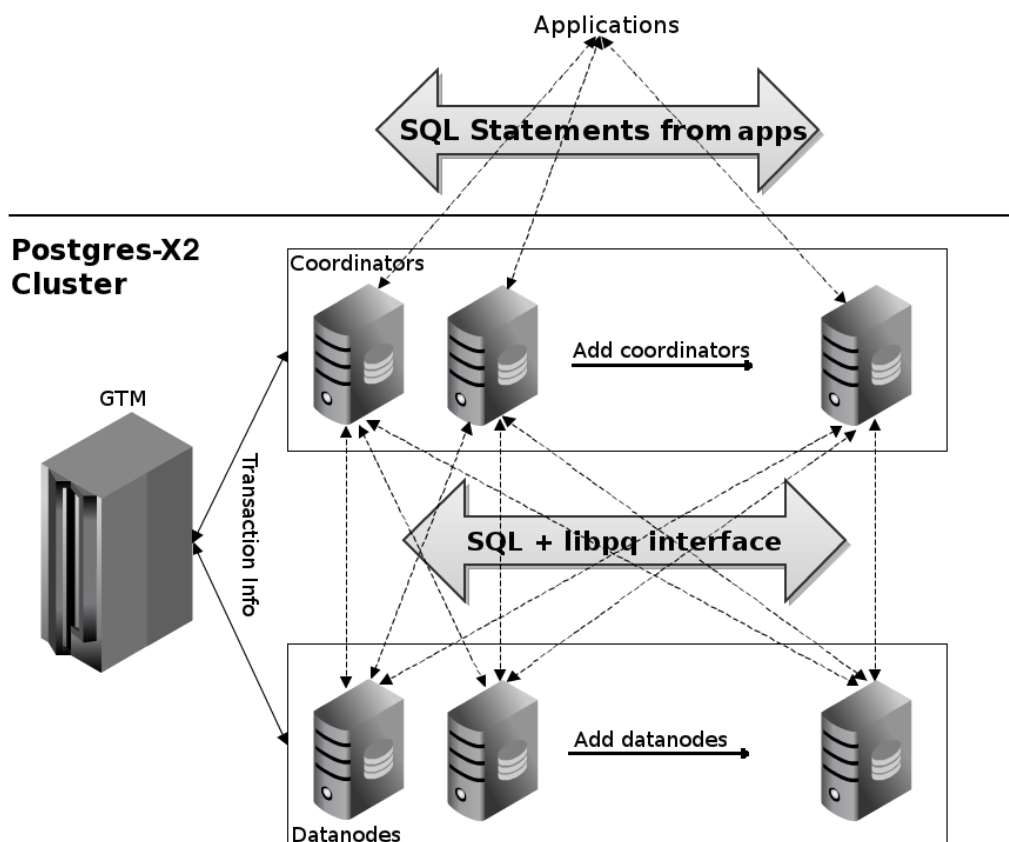 Applications
SQL Statements from apps
Postgres-X2
Cluster
Coordinators
Add coordinators
GTM
Transaction Info
SQL + libpq interface
Add datanodes
Datanodes